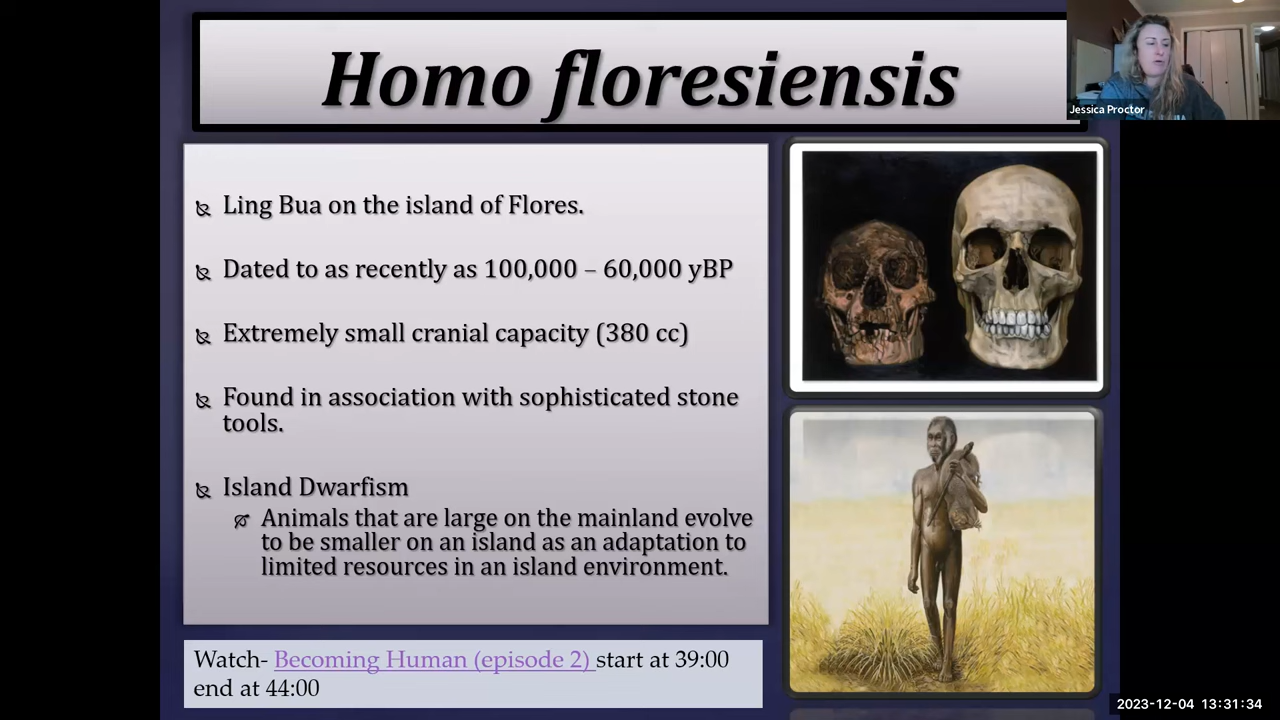 Homo floresiensis
Jessica Proctor
Ling Bua on the island of Flores.
Dated to as recently as 100,000 – 60,000 yBP
Extremely small cranial capacity (380 cc)
Found in association with sophisticated stone
tools.
Island Dwarfism
Animals that are large on the mainland evolve
to be smaller on an island as an adaptation to
limited resources in an island environment.
Watch- Becoming Human (episode 2) start at 39:00
end at 44:00
2023-12-04 13:31:34